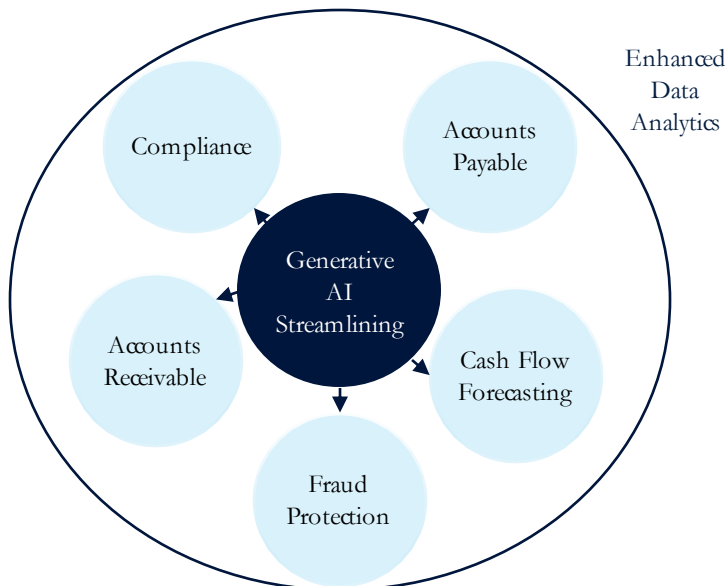 Enhanced
Data
Analytics
Compliance
Accounts
Payable
Generative
AI
Streamlining
Accounts
Receivable
Cash Flow
Forecasting
Fraud
Protection